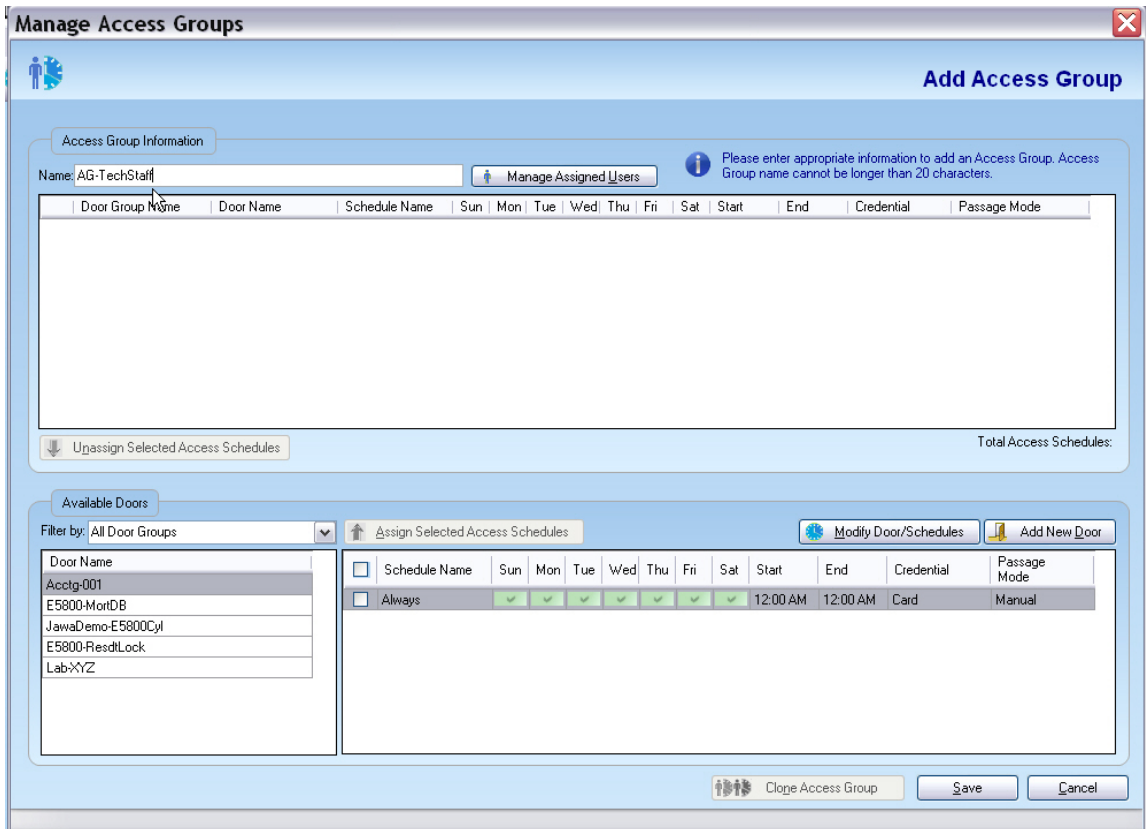 Manage Access Groups
Add Access Group
Access Group Information
Name: AG-TechStaff
Manage Assigned Users
Please enter appropriate information to add an Access Group. Access
Group name cannot be longer than 20 characters.
Door Group Name Door Name Schedule Name Sun Mon Tue Wed Thu Fri Sat Start End Credential Passage Mode
Unassign Selected Access Schedules
Total Access Schedules:
Available Doors
Filter by: All Door Groups
Assign Selected Access Schedules
Modify Door/Schedules
Add New Door
Door Name
Acctg-001
E5800-MortDB
JawaDemo-E5800Cyl
E5800-ResdtLock
Lab-XYZ
Schedule Name Sun Mon Tue Wed Thu Fri Sat Start End Credential Passage
Mode
Always 12:00 AM 12:00 AM Card Manual
Clone Access Group
Save
Cancel